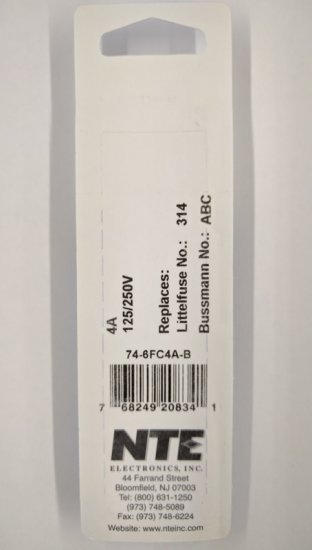 4A
125/250V
Replaces:
Littelfuse No.: 314
Bussmann No.: ABC
74-6FC4A-B
7 68249 20834 1
NTE
ELECTRONICS, INC.
44 Farrand Street
Bloomfield, NJ 07003
Tel: (800) 631-1250
(973) 748-5089
Fax: (973) 748-6224
Website: www.nteinc.com